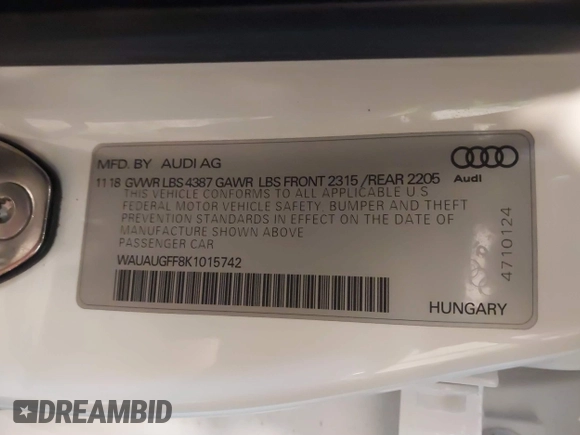 MFD. BY AUDI AG
11 18 GVWR LBS 4387 GAWR LBS FRONT 2315 /REAR 2205
THIS VEHICLE CONFORMS TO ALL APPLICABLE U S
FEDERAL MOTOR VEHICLE SAFETY, BUMPER AND THEFT
PREVENTION STANDARDS IN EFFECT ON THE DATE OF
MANUFACTURE SHOWN ABOVE
PASSENGER CAR
WAUAUGFF8K1015742
Audi
4710124
HUNGARY
DREAMBID